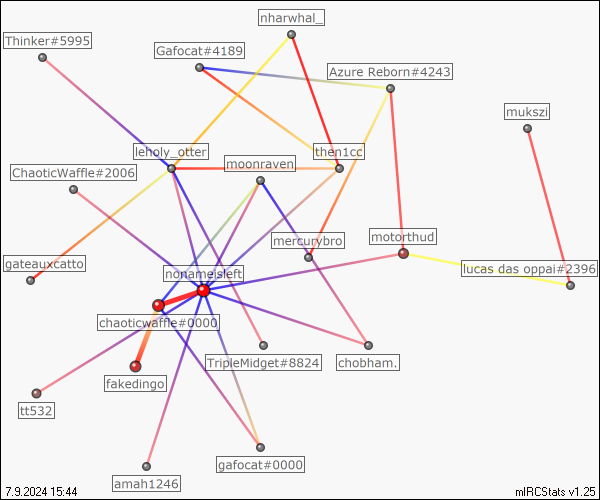 nharwhal_
Thinker#5995
Gafocat#4189
Azure Reborn#4243
mukszi
leholy_otter
then1cc
moonraven
ChaoticWaffle#2006
mercurybro
motorthud
gateauxcatto
lucas das oppai#2396
nonameisleft
chaoticwaffle#0000
TripleMidget#8824
chobham.
fakedingo
tt532
gafocat#0000
amah1246
7.9.2024 15:44
mIRCStats v1.25